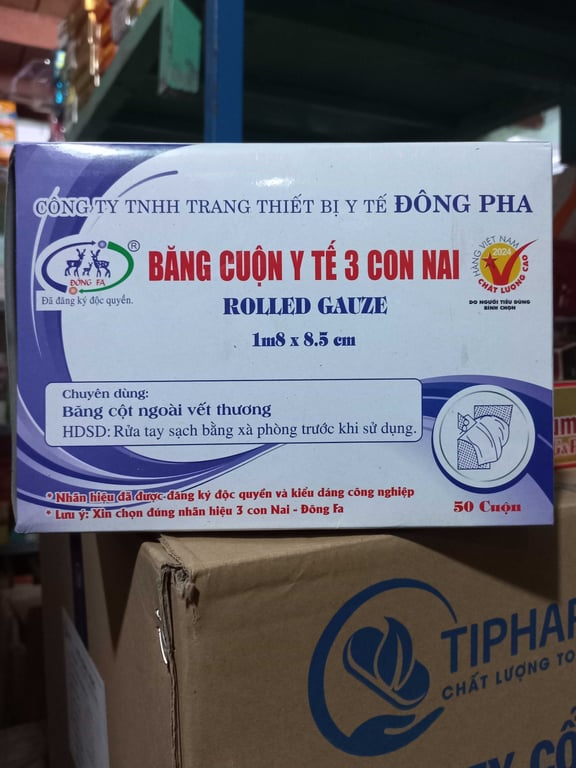 CÔNG TY TNHH TRANG THIẾT BỊ Y TẾ ĐÔNG PHA
®
ĐÔNG FA
Đã đăng ký độc quyền.
BĂNG CUỘN Y TẾ 3 CON NAI
HÀNG VIỆT NAM
2024
CHẤT LƯỢNG CAO
DO NGƯỜI TIÊU DÙNG
BÌNH CHỌN
ROLLED GAUZE
1m8 x 8.5 cm
Chuyên dùng:
Băng cột ngoài vết thương
HDSD: Rửa tay sạch bằng xà phòng trước khi sử dụng.
* Nhãn hiệu đã được đăng ký độc quyền và kiểu dáng công nghiệp
* Lưu ý: Xin chọn đúng nhãn hiệu 3 con Nai - Đông Fa
50 Cuộn
TIPHAR
CHẤT LƯỢNG TO